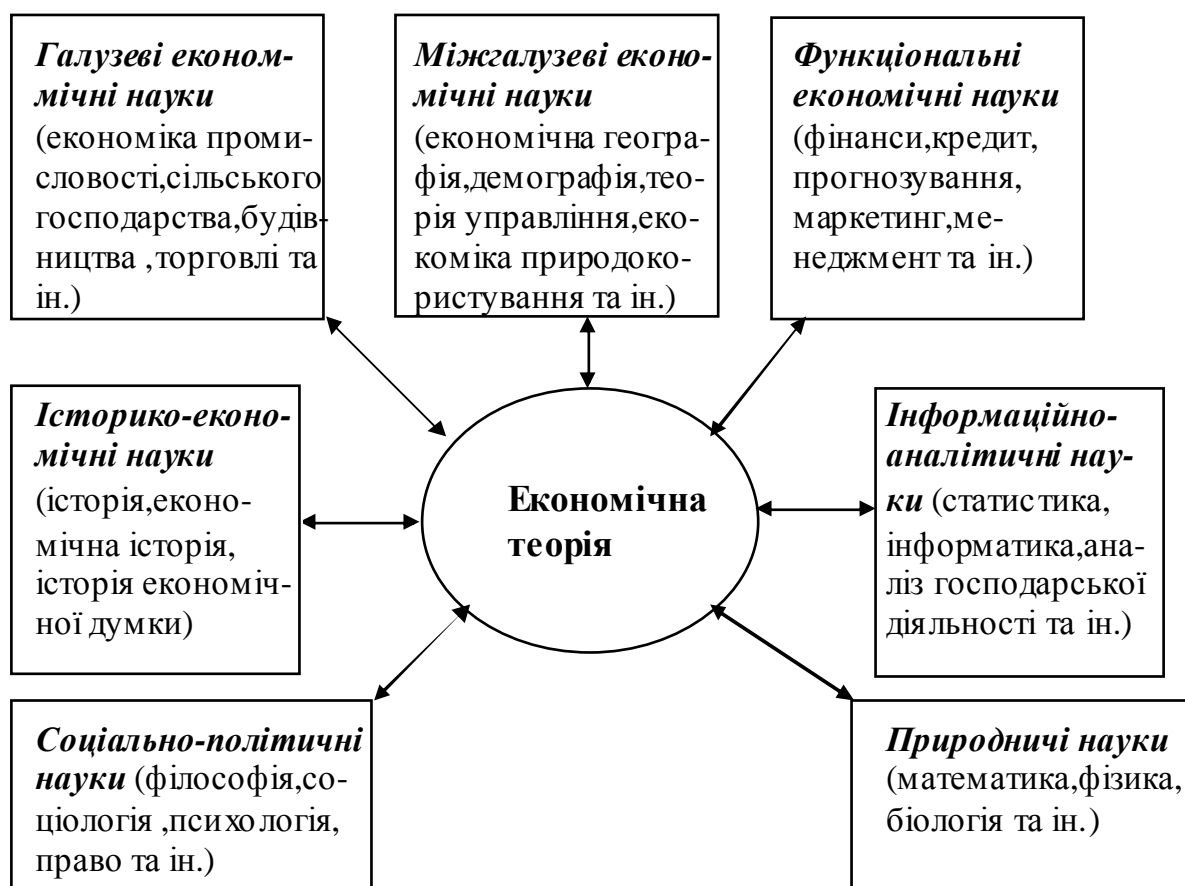 Галузеві економ-
мічні науки
(економіка проми-
словості,сільського
господарства,будів-
ництва ,торговлі та
ін.)
Міжгалузеві еконо-
мічні науки
(економічна геогра-
фія,демографія,тео-
рія управління,еко-
коміка природоко-
ристування та ін.)
Функціональні
економічні науки
(фінанси,кредит,
прогнозування,
маркетинг,ме-
неджмент та ін.)
Історико-еконо-
мічні науки
(історія,еконо-
мічна історія,
історія економіч-
ної думки)
Економічна
теорія
Інформаційно-
аналітичні нау-
ки (статистика,
інформатика,ана-
ліз господарської
діяльності та ін.)
Соціально-політичні
науки (філософія,со-
ціологія ,психологія,
право та ін.)
Природничі науки
(математика,фізика,
біологія та ін.)